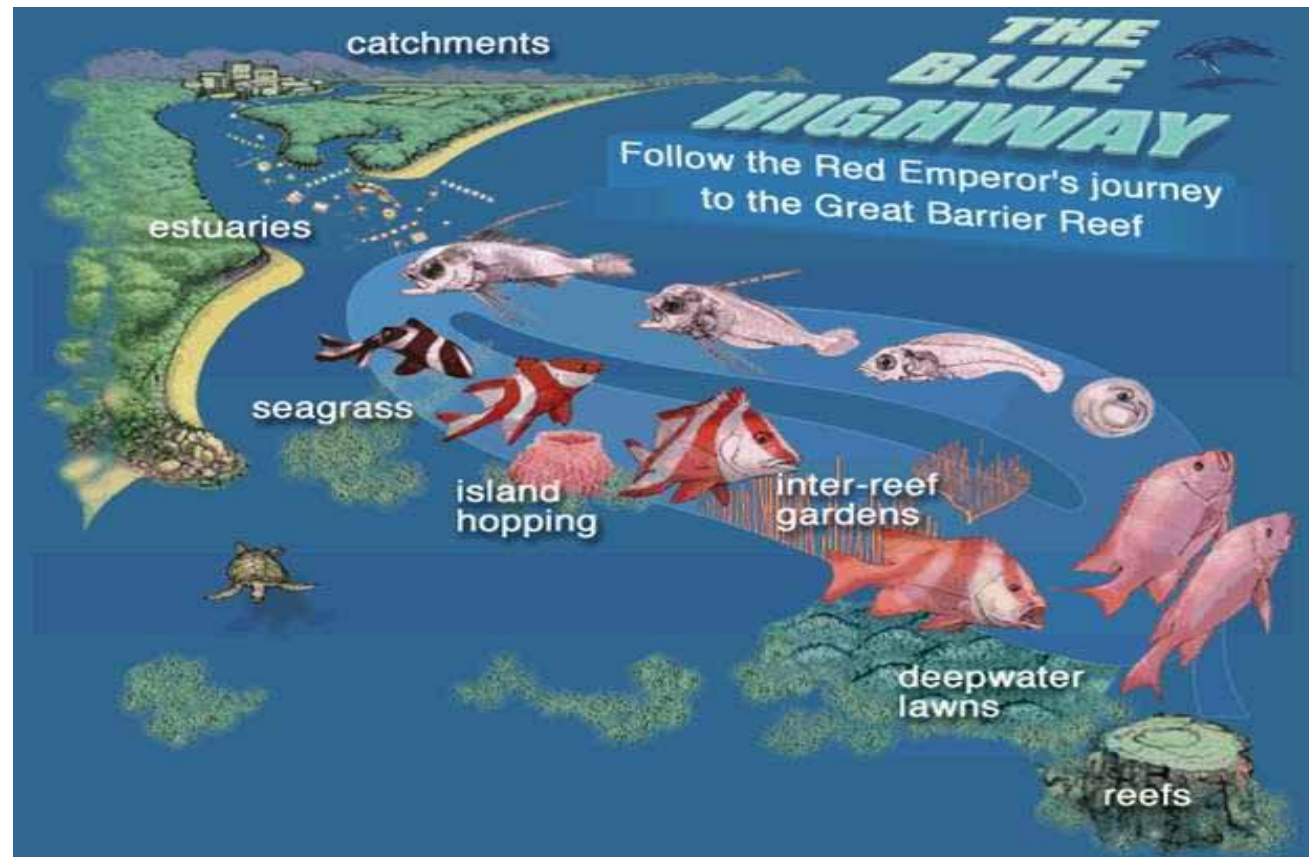 catchments
THE
BLUE
HIGHWAY
Follow the Red Emperor's journey
to the Great Barrier Reef
estuaries
seagrass
island
hopping
inter-reef
gardens
deepwater
lawns
reefs